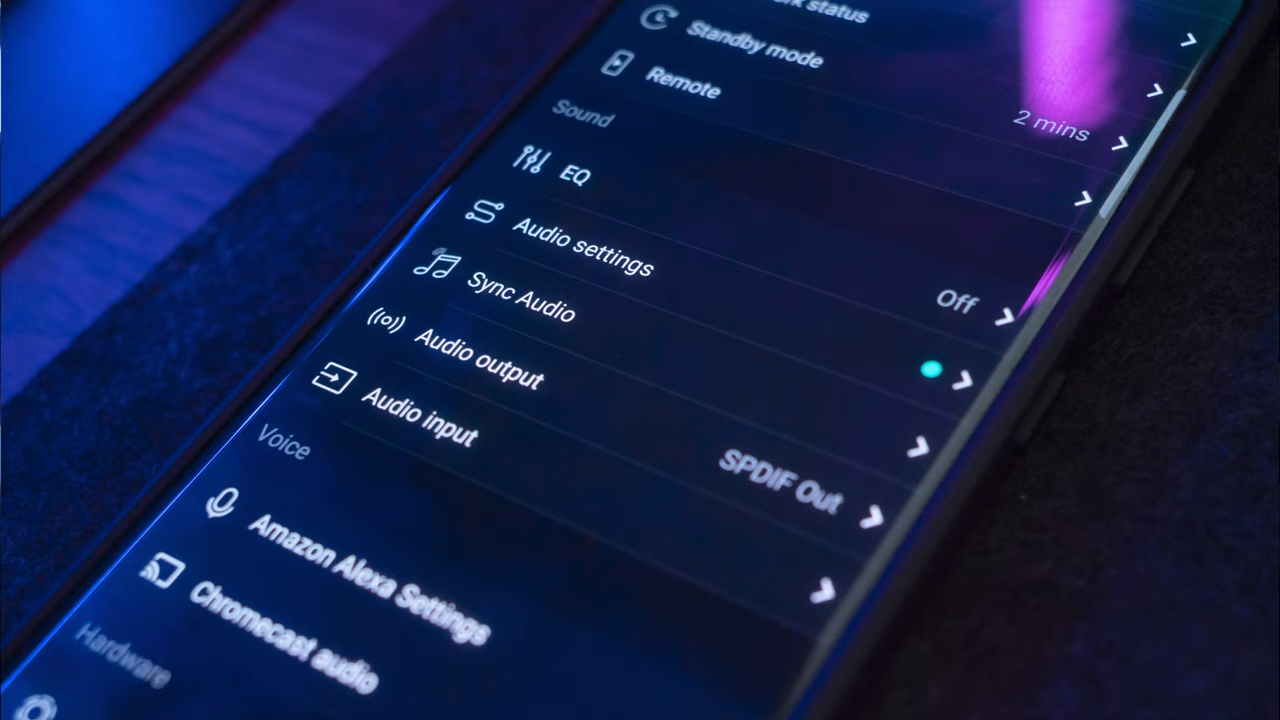 status
Standby mode
2 mins
Remote
Sound
EQ
Off
Audio settings
Sync Audio
Audio output
SPDIF Out
Audio input
Voice
Amazon Alexa Settings
Chromecast audio
Hardware